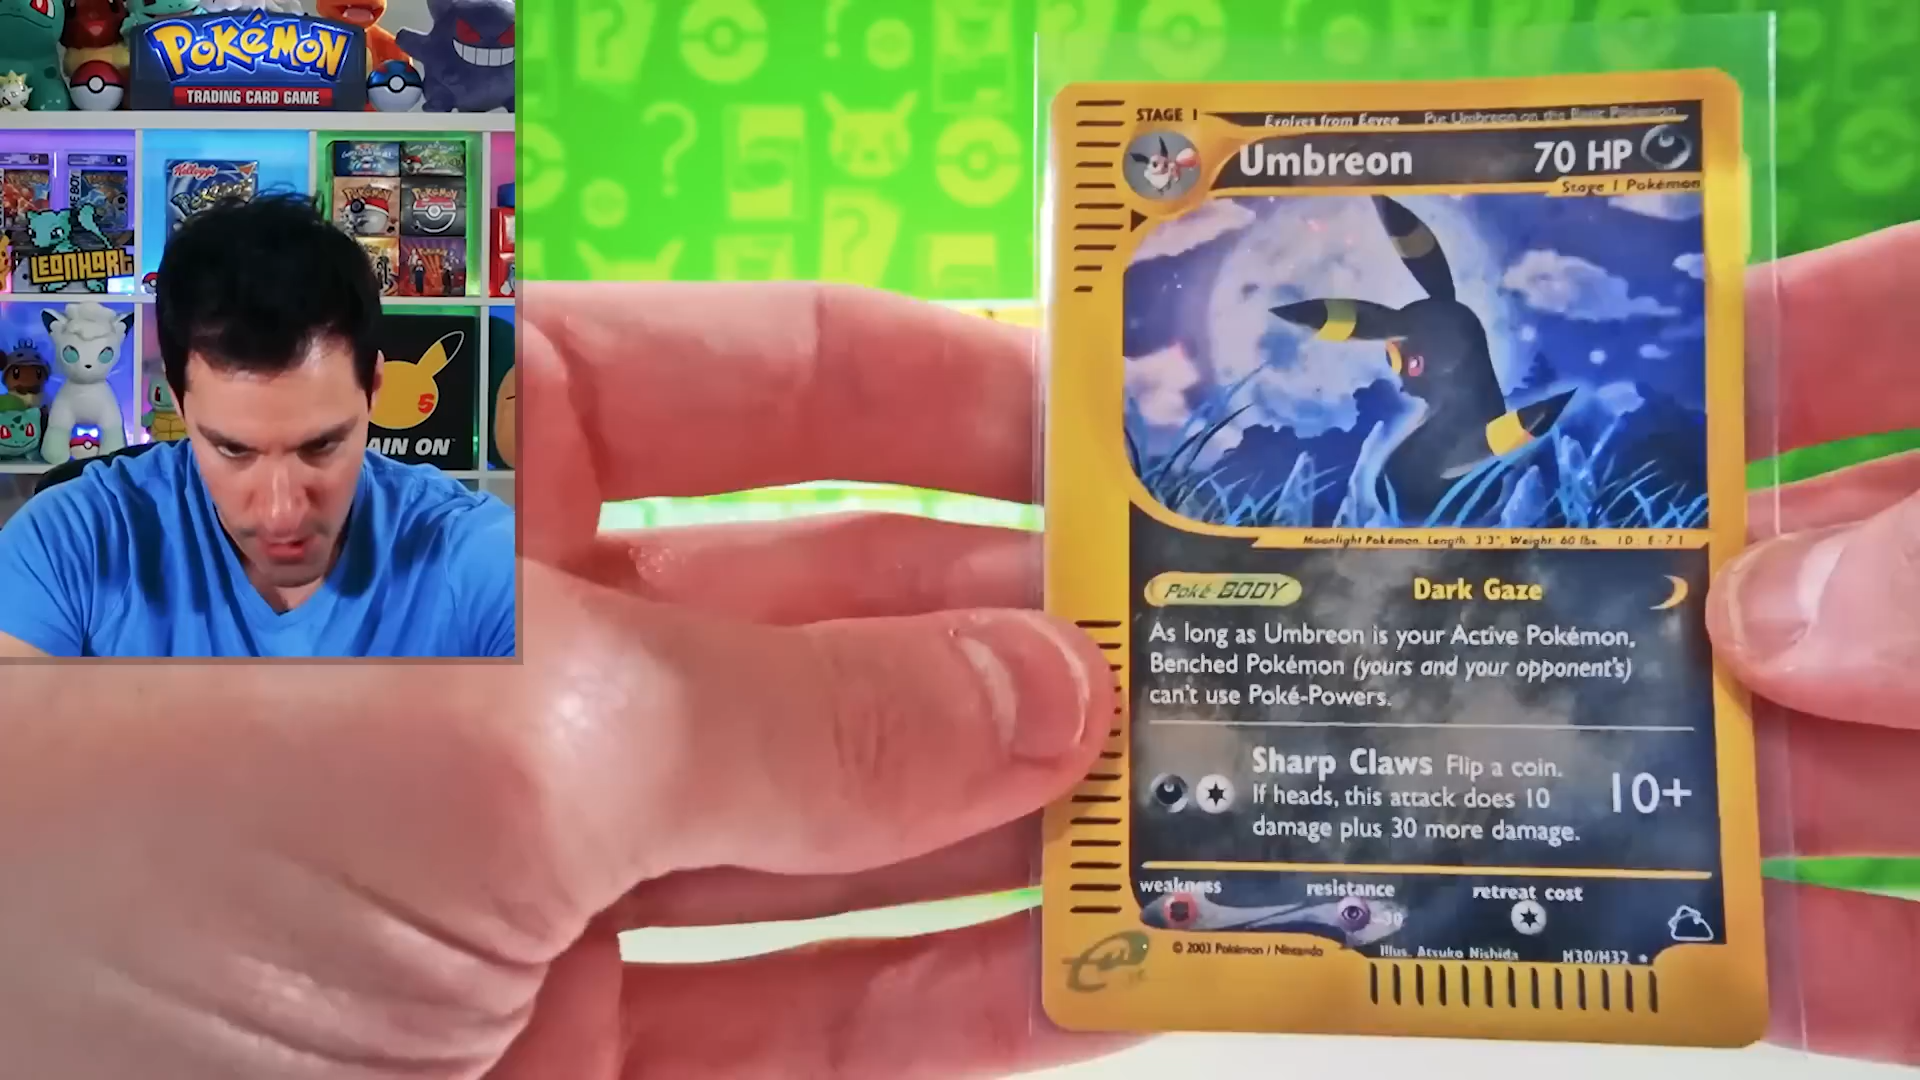 POKéMON
TRADING CARD GAME
Kellogg's
LEONHART
AIN ON
STAGE 1
Evolves from Eevee Put Umbreon on the Basic Pokémon
Umbreon 70 HP
Stage 1 Pokémon
Moonlight Pokémon. Length: 3'3", Weight: 60 lbs. ID: E-71
Poké-BODY Dark Gaze
As long as Umbreon is your Active Pokémon,
Benched Pokémon (yours and your opponent's)
can't use Poké-Powers.
Sharp Claws Flip a coin.
If heads, this attack does 10
damage plus 30 more damage.
10+
weakness resistance retreat cost
-30
© 2003 Pokémon / Nintendo Illus. Atsuko Nishida H30/H32